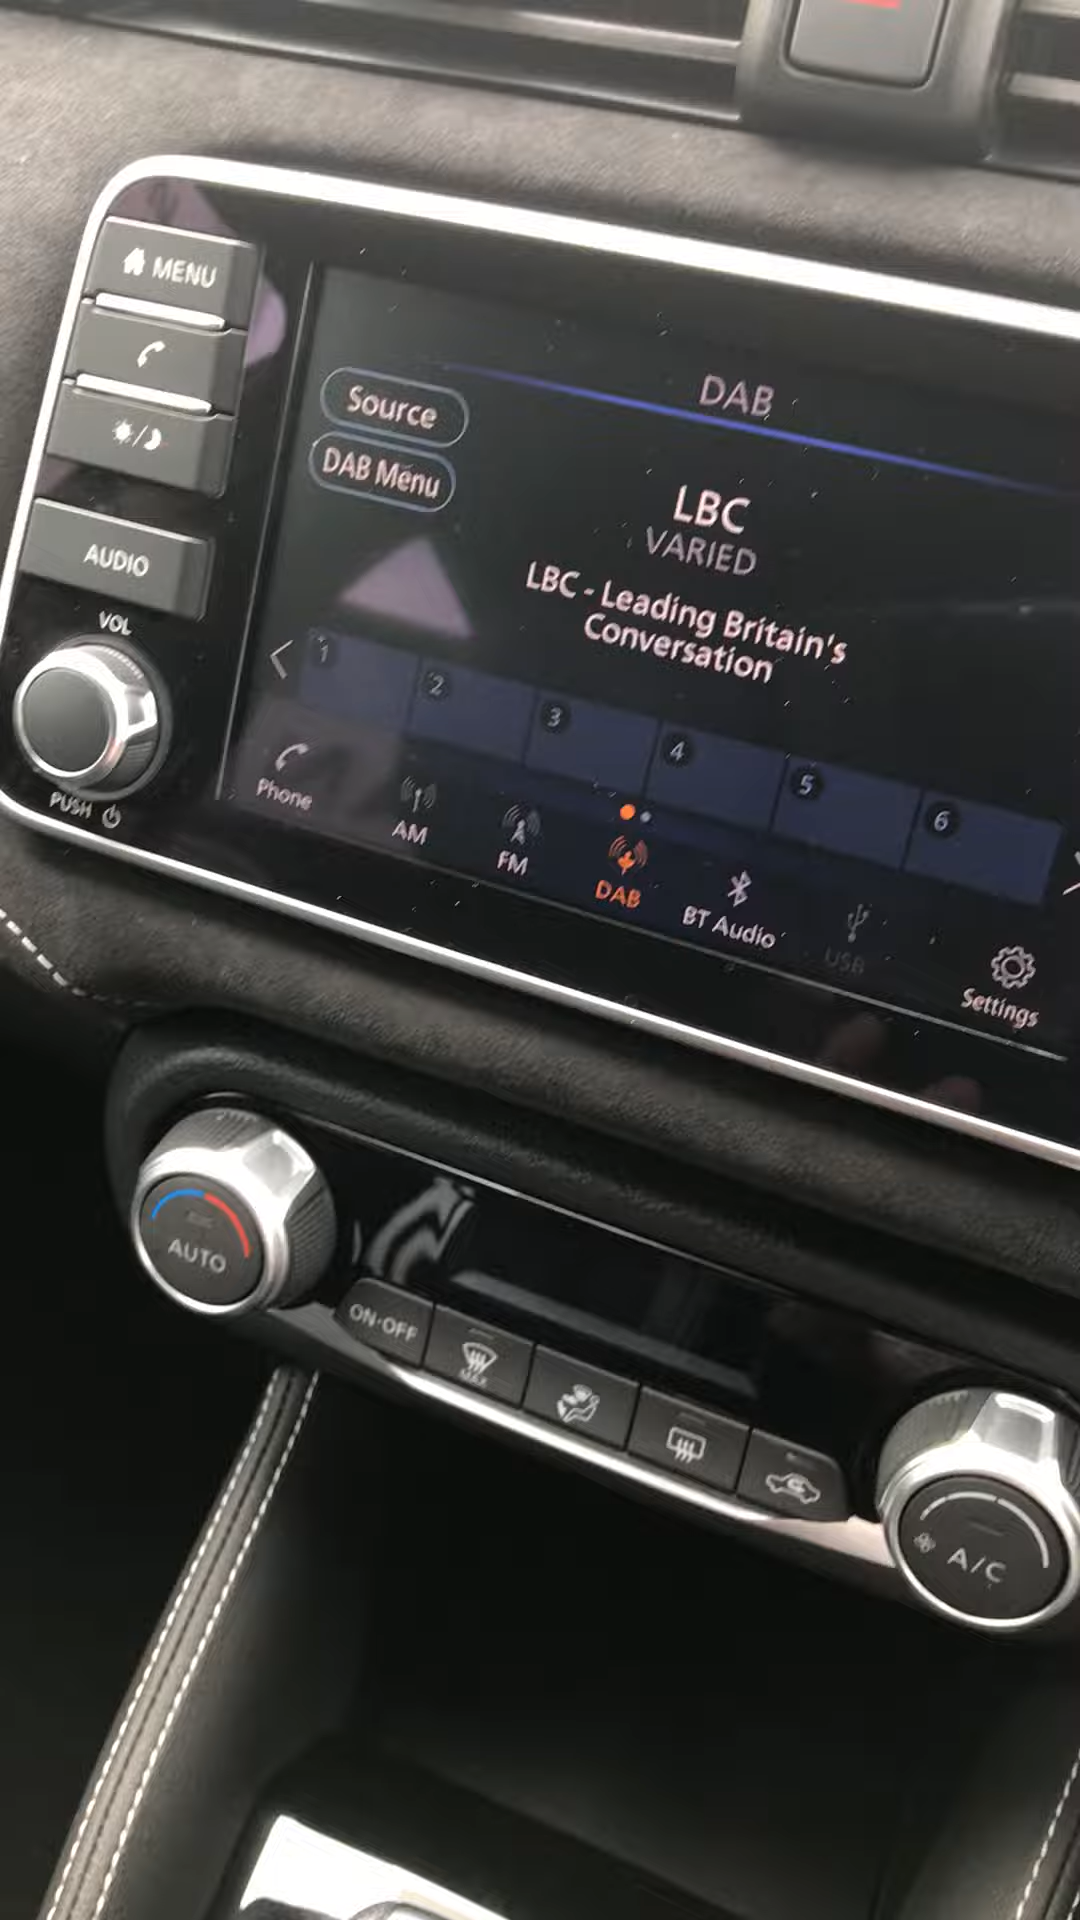 MENU
AUDIO
VOL
PUSH
DAB
Source
DAB Menu
LBC
VARIED
LBC - Leading Britain's
Conversation
1
2
3
4
5
6
Phone
AM
FM
DAB
BT Audio
USB
Settings
AUTO
ON·OFF
MAX
A/C